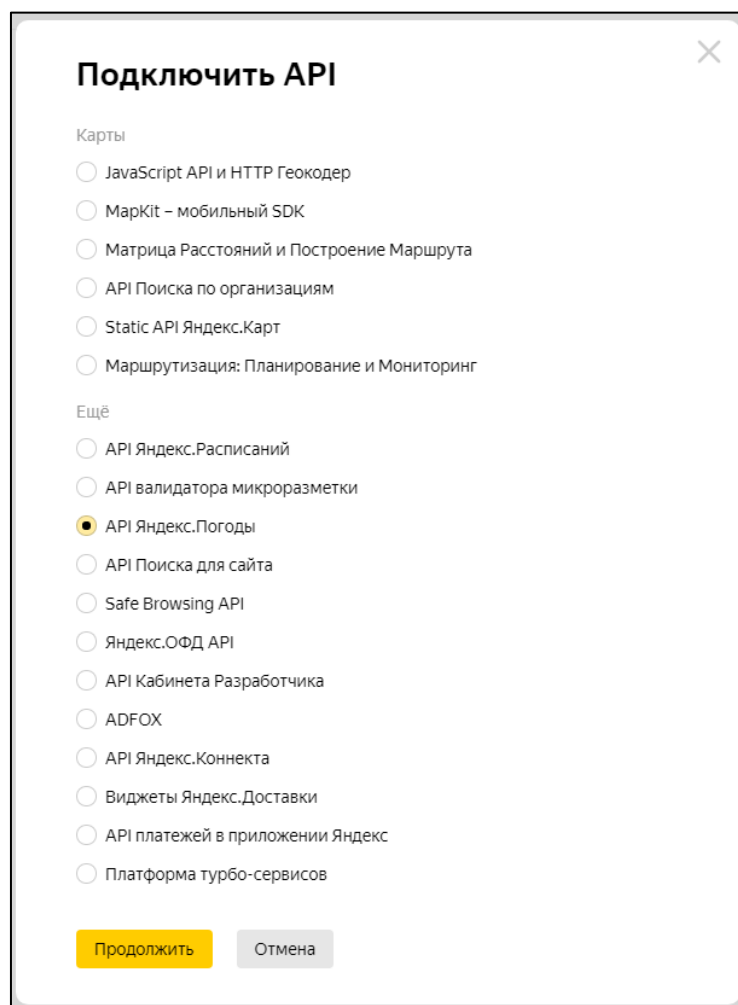 Подключить API
Карты
JavaScript API и HTTP Геокодер
MapKit – мобильный SDK
Матрица Расстояний и Построение Маршрута
API Поиска по организациям
Static API Яндекс.Карт
Маршрутизация: Планирование и Мониторинг
Ещё
API Яндекс.Расписаний
API валидатора микроразметки
API Яндекс.Погоды
API Поиска для сайта
Safe Browsing API
Яндекс.ОФД API
API Кабинета Разработчика
ADFOX
API Яндекс.Коннекта
Виджеты Яндекс.Доставки
API платежей в приложении Яндекс
Платформа турбо-сервисов
Продолжить Отмена